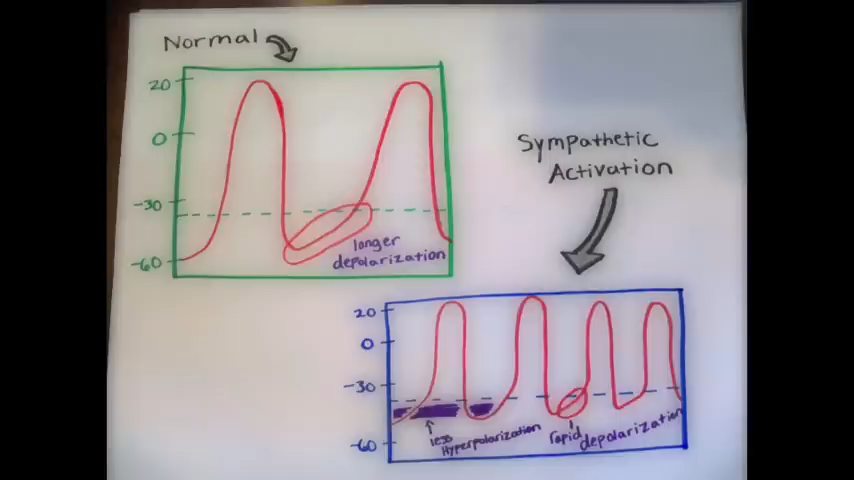 Normal
20
0
-30
-60
longer
depolarization
Sympathetic
Activation
20
0
-30
-60
less
Hyperpolarization
rapid
depolarization